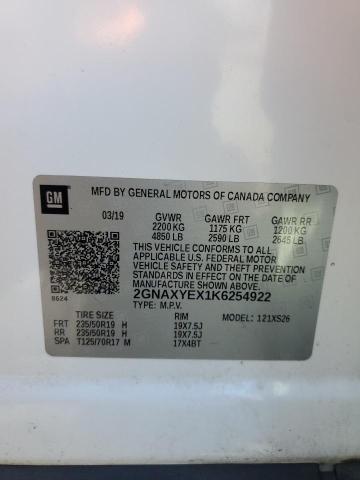 GM
MFD BY GENERAL MOTORS OF CANADA COMPANY
03/19 GVWR GAWR FRT GAWR RR
2200 KG 1175 KG 1200 KG
4850 LB 2590 LB 2645 LB
THIS VEHICLE CONFORMS TO ALL
APPLICABLE U.S. FEDERAL MOTOR
VEHICLE SAFETY, BUMPER, AND THEFT
PREVENTION STANDARDS IN EFFECT ON
THE DATE OF MANUFACTURE SHOWN
ABOVE.
8624 2GNAXYEX1K6254922
TYPE: M.P.V. MODEL: 121XS26
TIRE SIZE RIM
FRT 235/50R19 H 19X7.5J
RR 235/50R19 H 19X7.5J
SPA T125/70R17 M 17X4BT